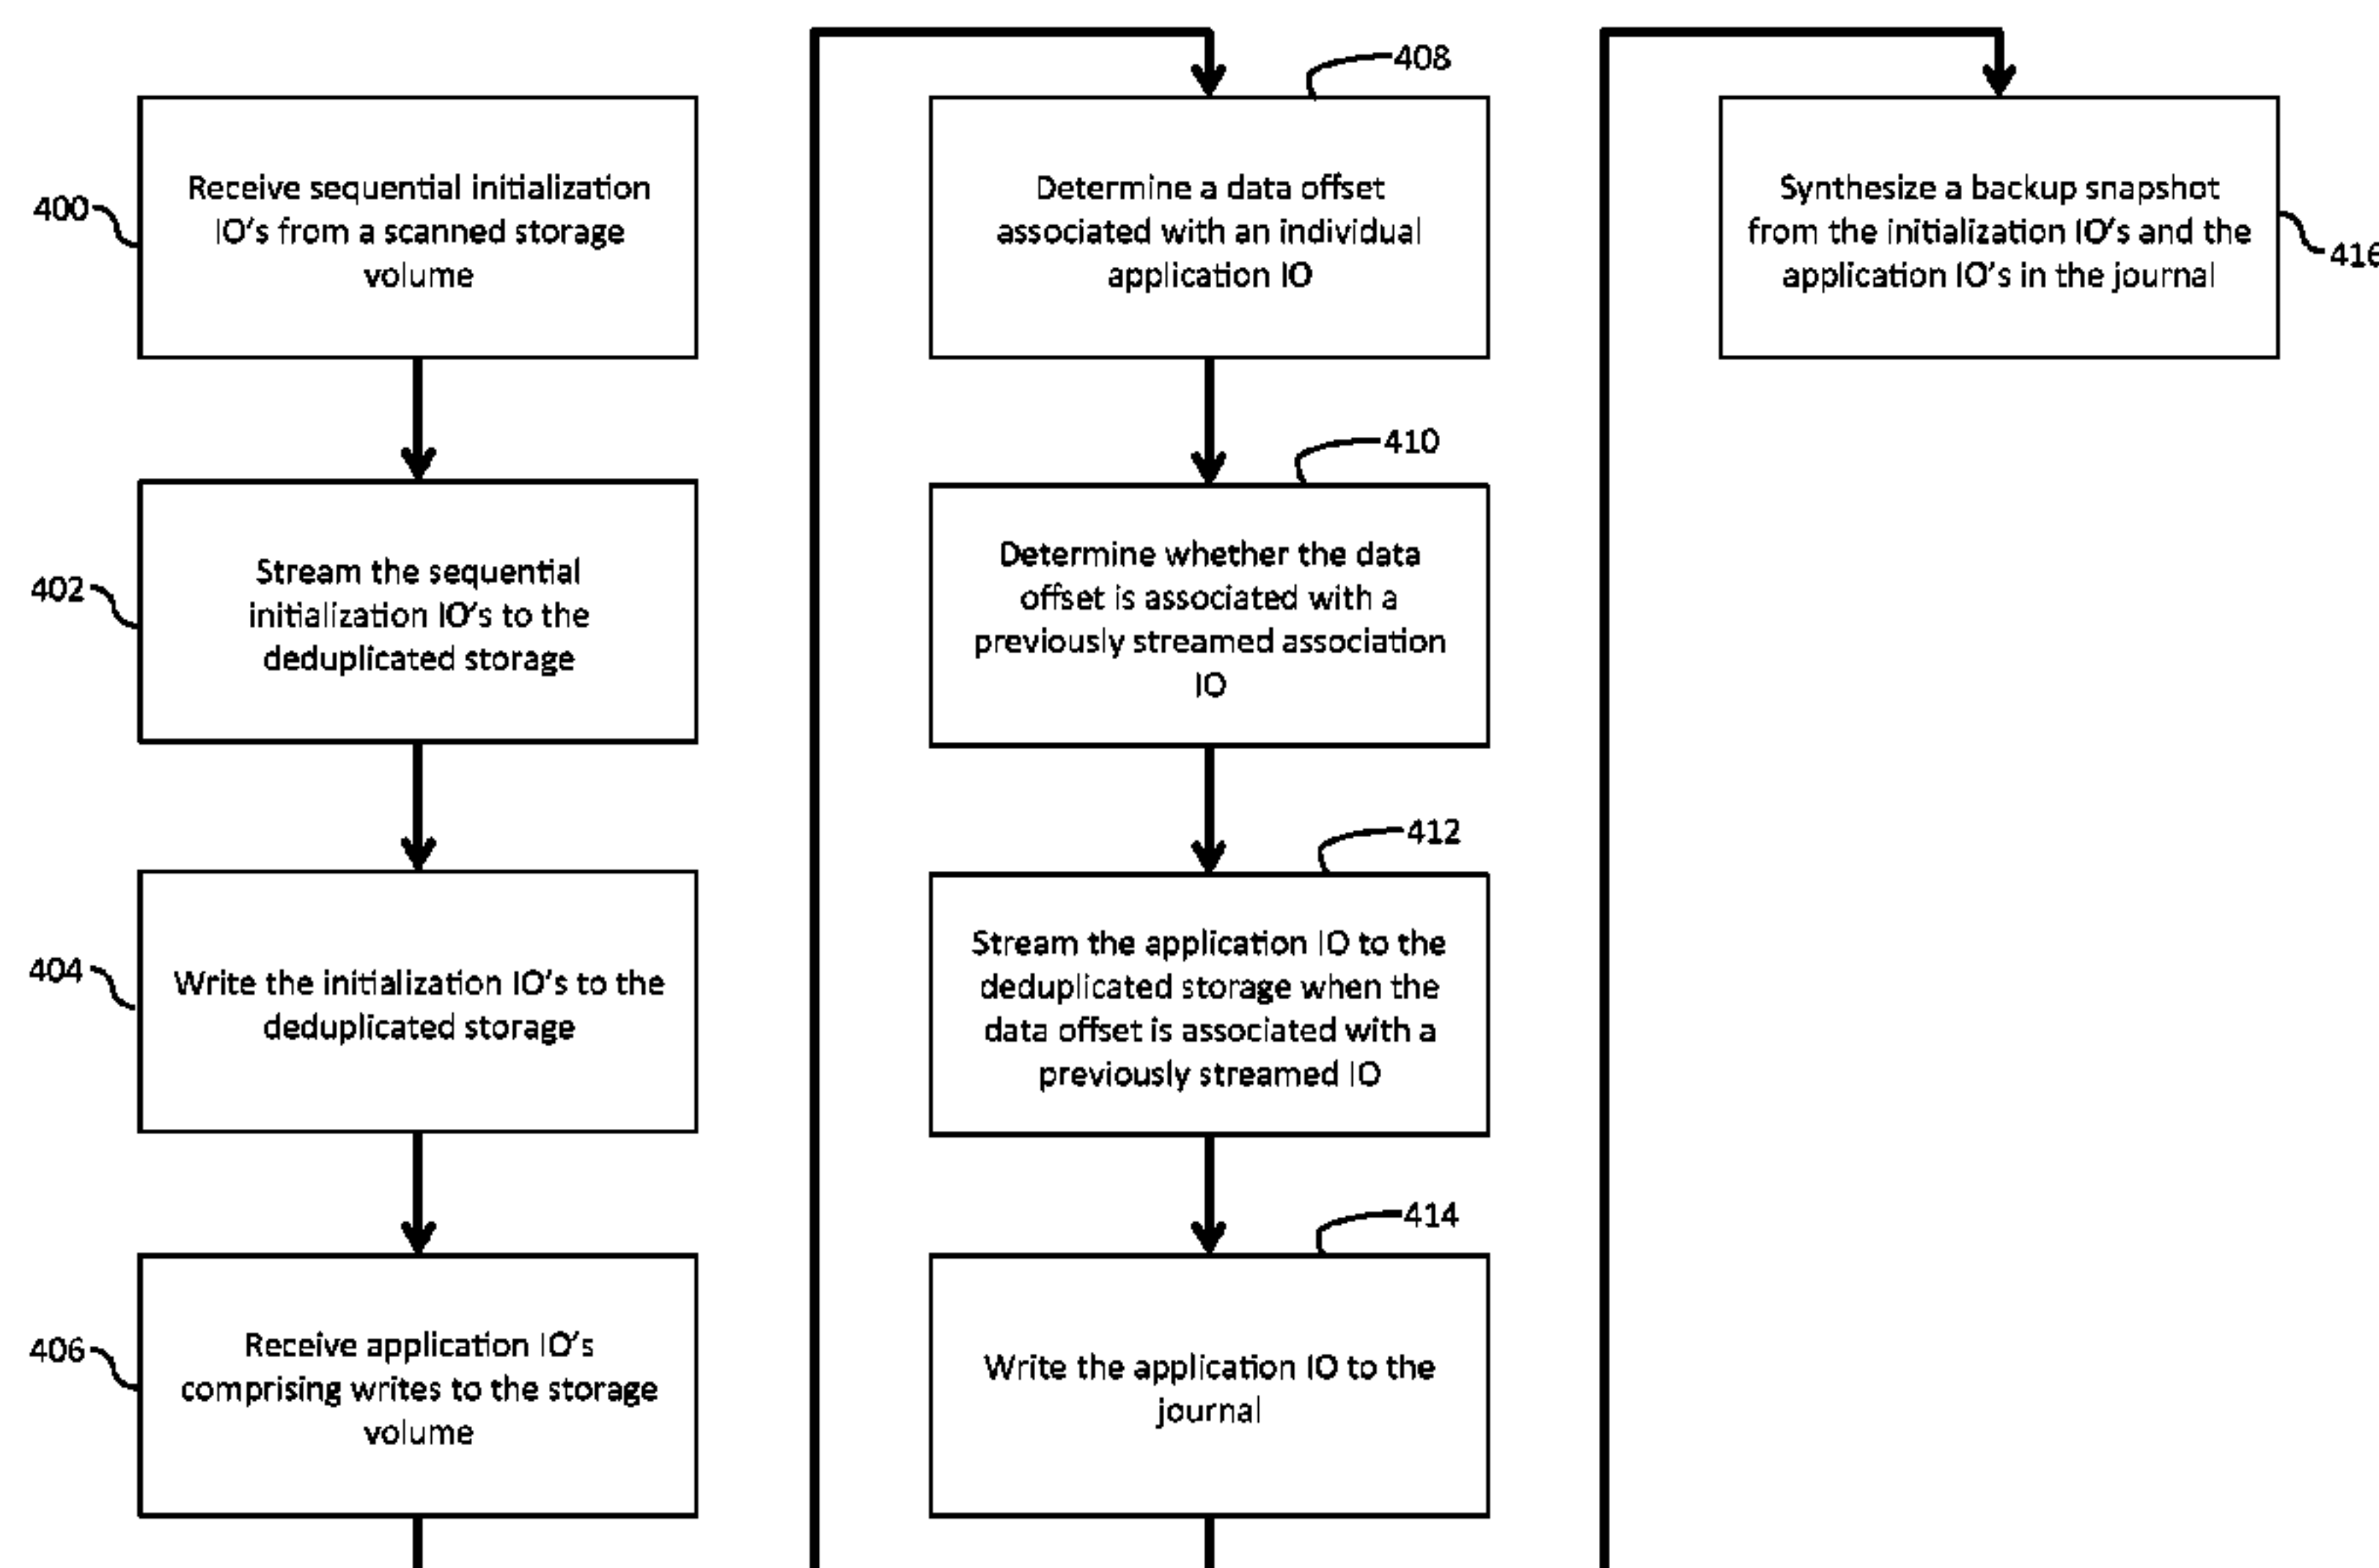 400
Receive sequential initialization
IO's from a scanned storage
volume
402
Stream the sequential
initialization IO's to the
deduplicated storage
404
Write the initialization IO's to the
deduplicated storage
406
Receive application IO's
comprising writes to the storage
volume
408
Determine a data offset
associated with an individual
application IO
410
Determine whether the data
offset is associated with a
previously streamed association
IO
412
Stream the application IO to the
deduplicated storage when the
data offset is associated with a
previously streamed IO
414
Write the application IO to the
journal
Synthesize a backup snapshot
from the initialization IO's and the
application IO's in the journal
416